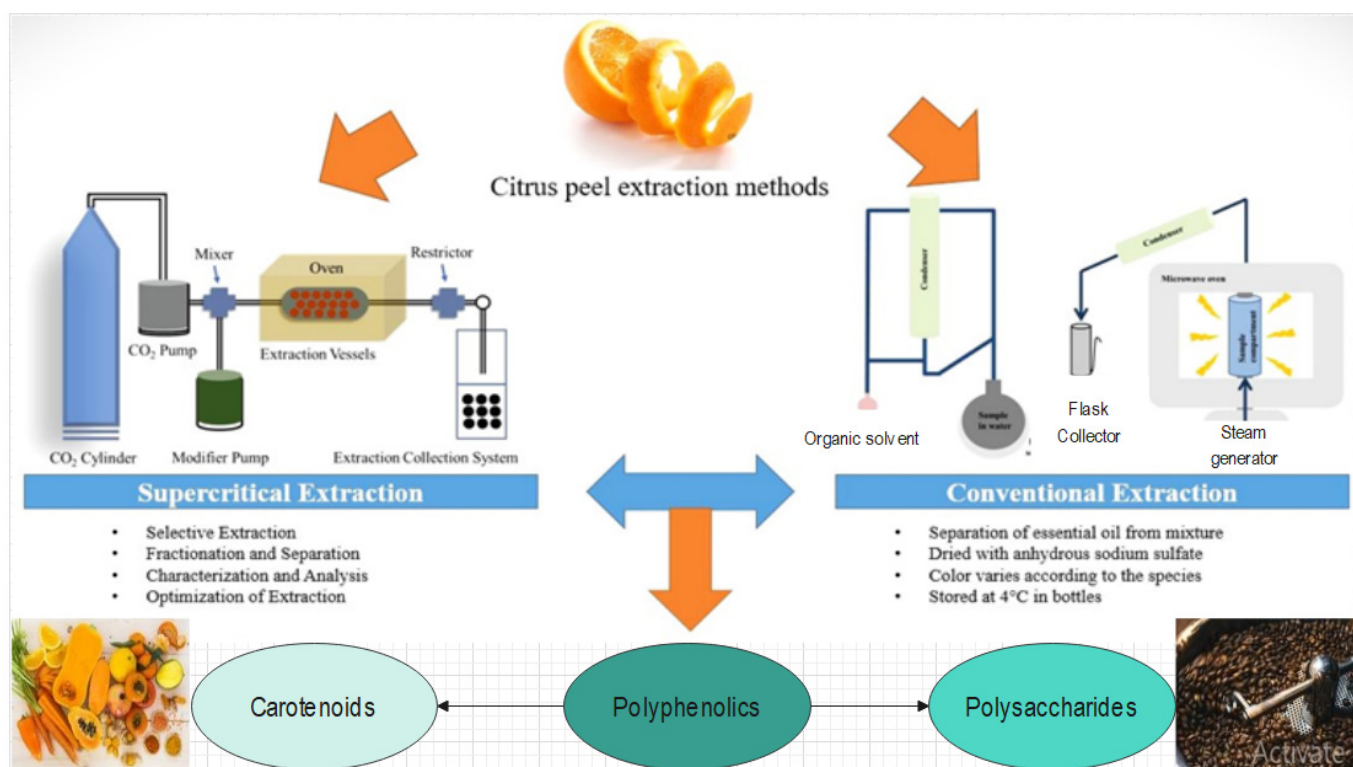 Citrus peel extraction methods
Mixer
Restrictor
Oven
CO₂ Pump
Extraction Vessels
CO₂ Cylinder
Modifier Pump
Extraction Collection System
Condenser
Condenser
Microwave oven
Sample
compartment
Sample
in water
Organic solvent
Flask
Collector
Steam
generator
Supercritical Extraction
• Selective Extraction
• Fractionation and Separation
• Characterization and Analysis
• Optimization of Extraction
Conventional Extraction
• Separation of essential oil from mixture
• Dried with anhydrous sodium sulfate
• Color varies according to the species
• Stored at 4°C in bottles
Carotenoids
Polyphenolics
Polysaccharides
Activate